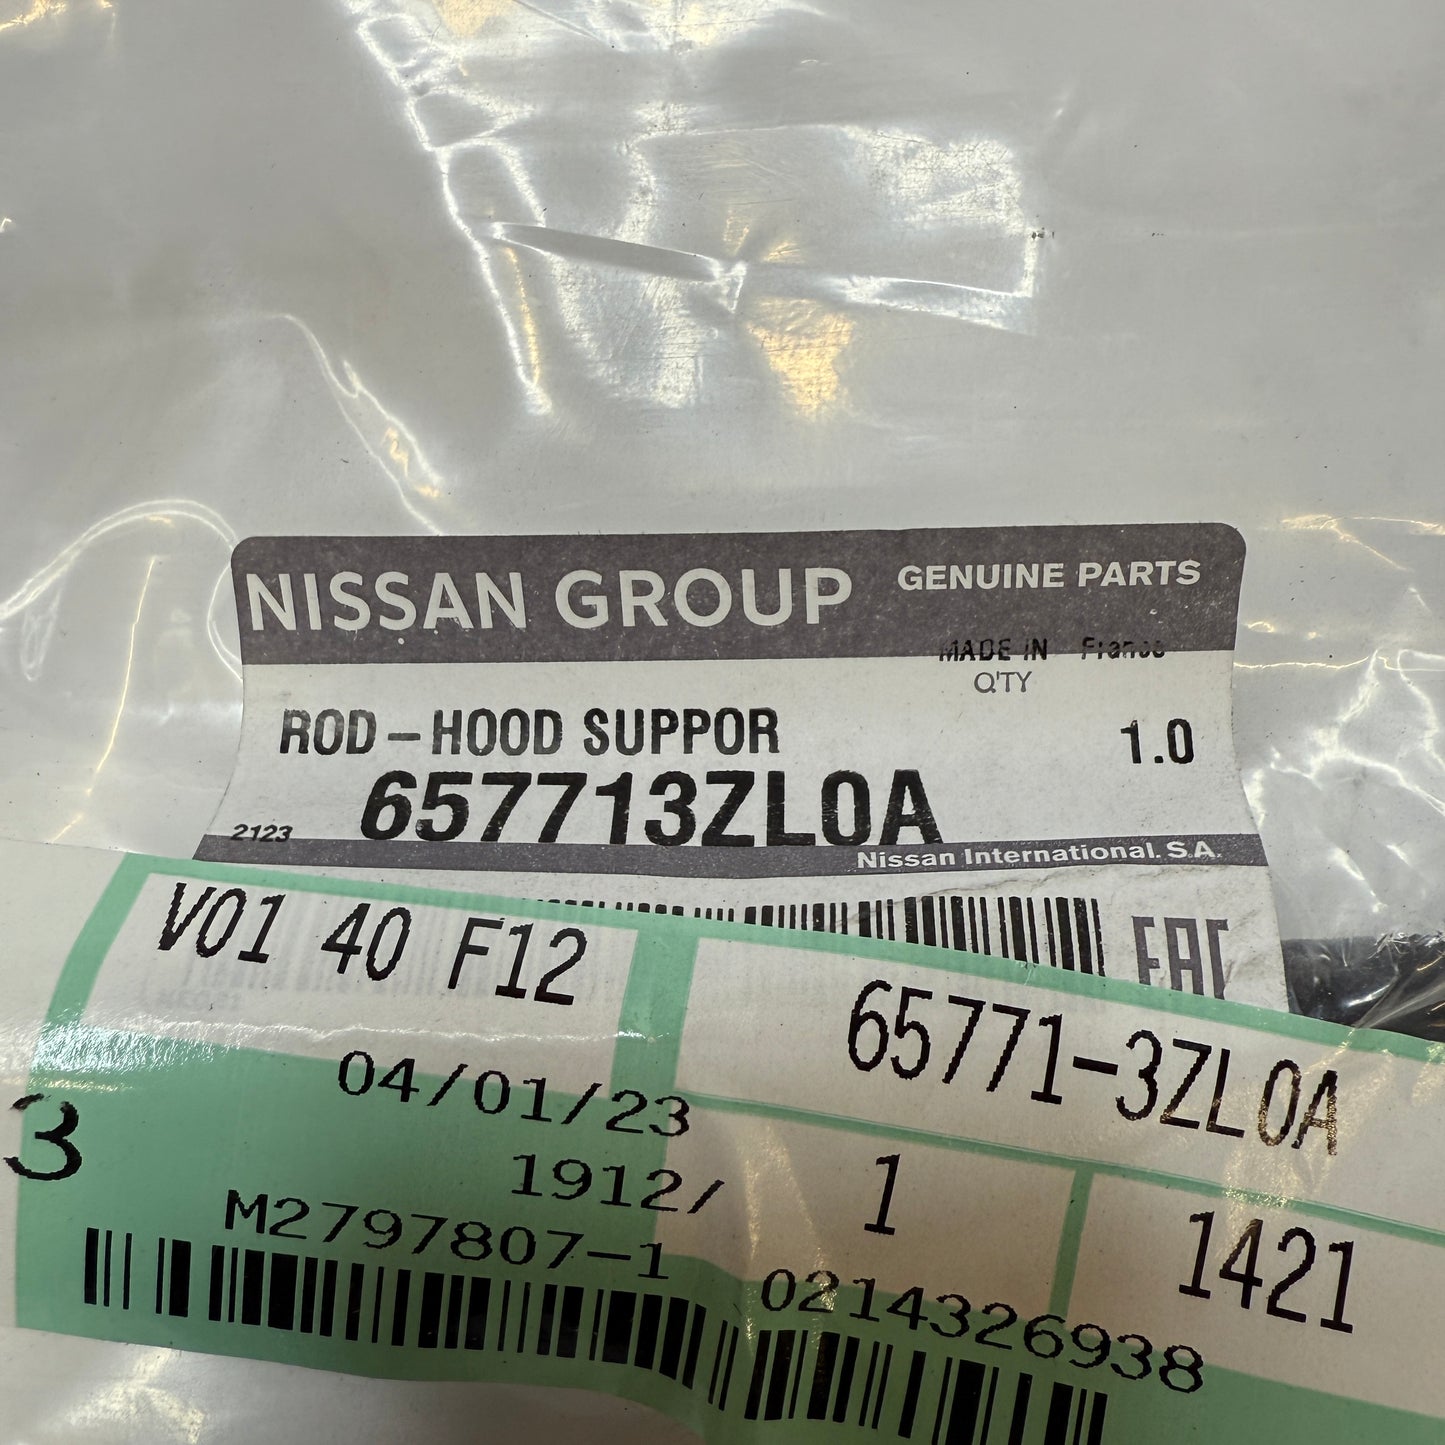 NISSAN GROUP GENUINE PARTS
MADE IN France
Q'TY
ROD-HOOD SUPPOR 1.0
657713ZL0A
2123
Nissan International. S.A.
EAC
V01 40 F12
65771-3ZL0A
04/01/23
3
1912/ 1
M2797807-1
1421
0214326938